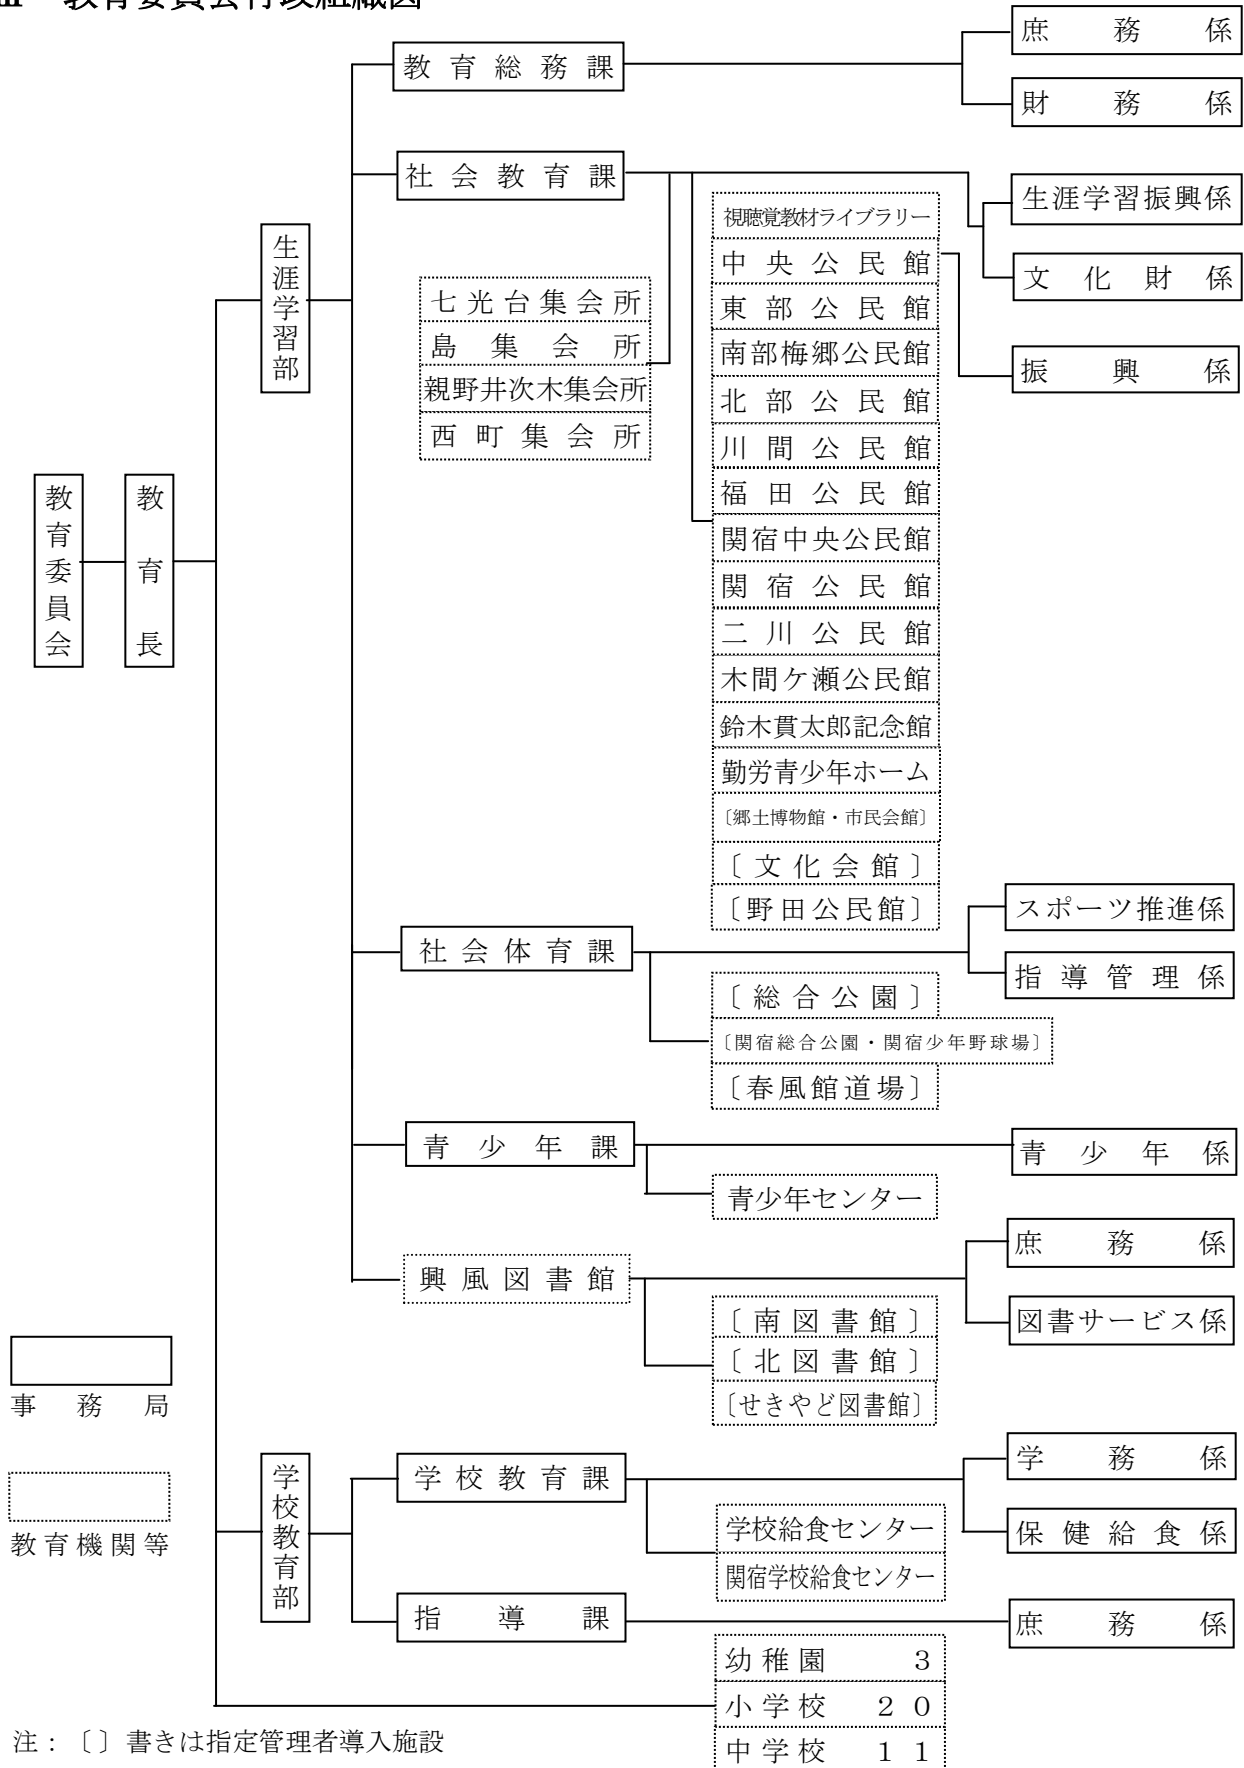 教育委員会行政組織図
教育委員会
教育長
生涯学習部
教育総務課
庶務係
財務係
社会教育課
生涯学習振興係
文化財係
七光台集会所
島集会所
親野井次木集会所
西町集会所
視聴覚教材ライブラリー
中央公民館
振興係
東部公民館
南部梅郷公民館
北部公民館
川間公民館
福田公民館
関宿中央公民館
関宿公民館
二川公民館
木間ケ瀬公民館
鈴木貫太郎記念館
勤労青少年ホーム
〔郷土博物館・市民会館〕
〔文化会館〕
〔野田公民館〕
社会体育課
スポーツ推進係
指導管理係
〔総合公園〕
〔関宿総合公園・関宿少年野球場〕
〔春風館道場〕
青少年課
青少年係
青少年センター
興風図書館
庶務係
図書サービス係
〔南図書館〕
〔北図書館〕
〔せきやど図書館〕
学校教育部
学校教育課
学務係
保健給食係
学校給食センター
関宿学校給食センター
指導課
庶務係
幼稚園 3
小学校 20
中学校 11
事務局
教育機関等
注：〔〕書きは指定管理者導入施設